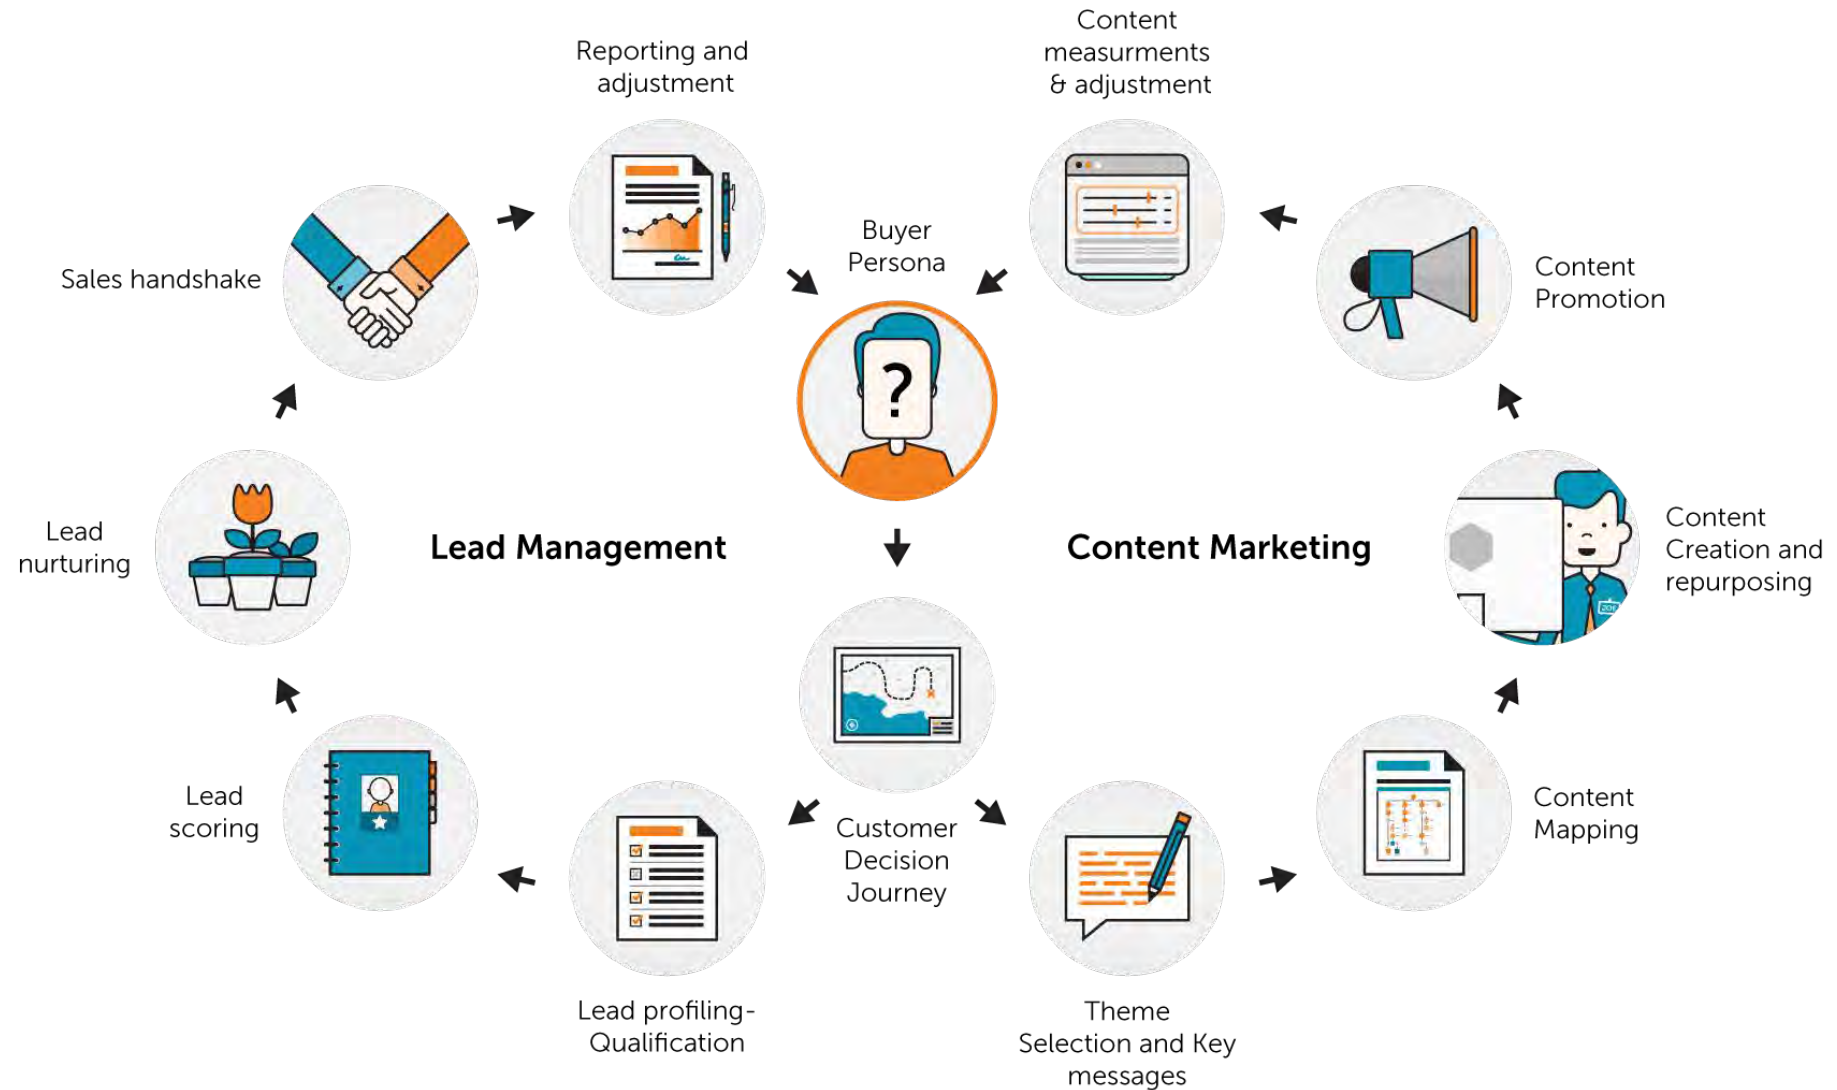 Content
measurments
& adjustment
Reporting and
adjustment
Buyer
Persona
Sales handshake
Content
Promotion
?
Lead
nurturing
Lead Management
Content Marketing
Content
Creation and
repurposing
Lead
scoring
Customer
Decision
Journey
Content
Mapping
Lead profiling-
Qualification
Theme
Selection and Key
messages